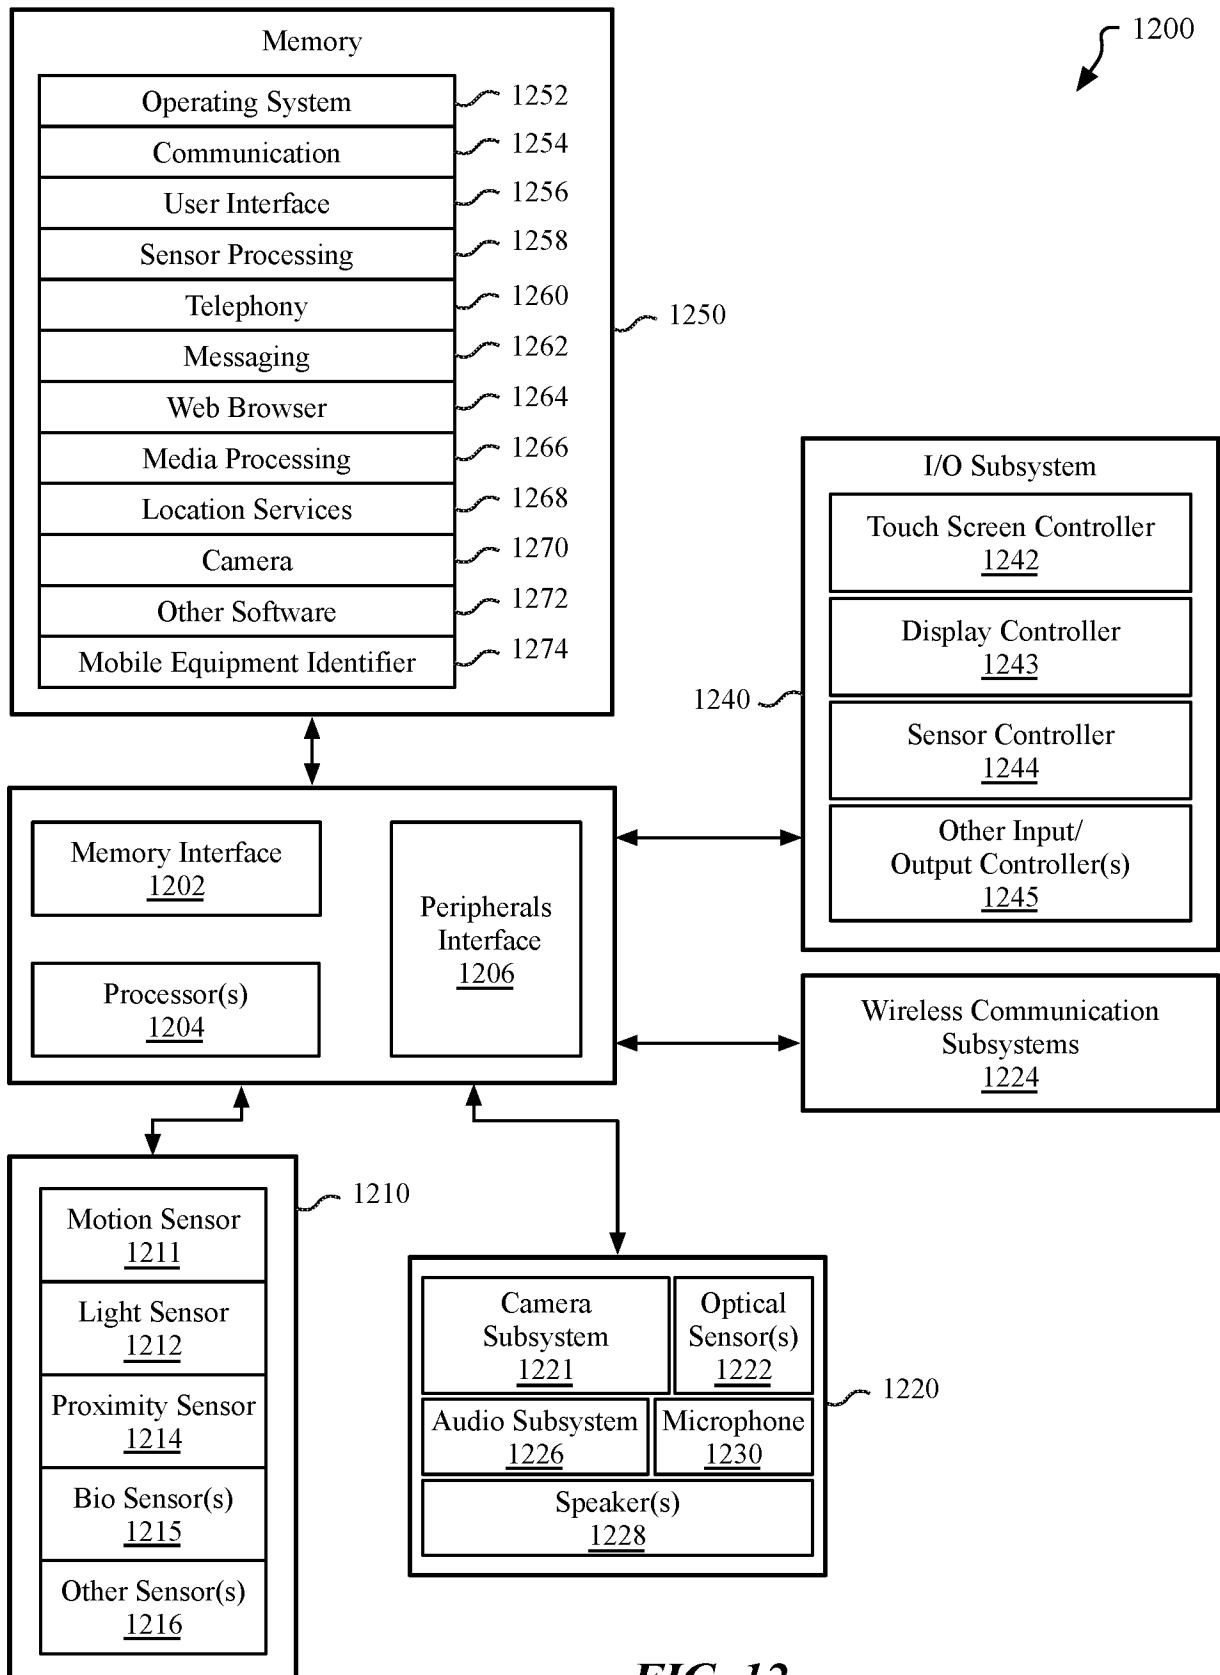 1200
Memory
Operating System
1252
Communication
1254
User Interface
1256
Sensor Processing
1258
Telephony
1260
Messaging
1262
Web Browser
1264
Media Processing
1266
Location Services
1268
Camera
1270
Other Software
1272
Mobile Equipment Identifier
1274
1250
I/O Subsystem
Touch Screen Controller
1242
Display Controller
1243
Sensor Controller
1244
Other Input/
Output Controller(s)
1245
1240
Memory Interface
1202
Processor(s)
1204
Peripherals
Interface
1206
Wireless Communication
Subsystems
1224
Motion Sensor
1211
Light Sensor
1212
Proximity Sensor
1214
Bio Sensor(s)
1215
Other Sensor(s)
1216
1210
Camera
Subsystem
1221
Optical
Sensor(s)
1222
Audio Subsystem
1226
Microphone
1230
Speaker(s)
1228
1220
FIG. 12